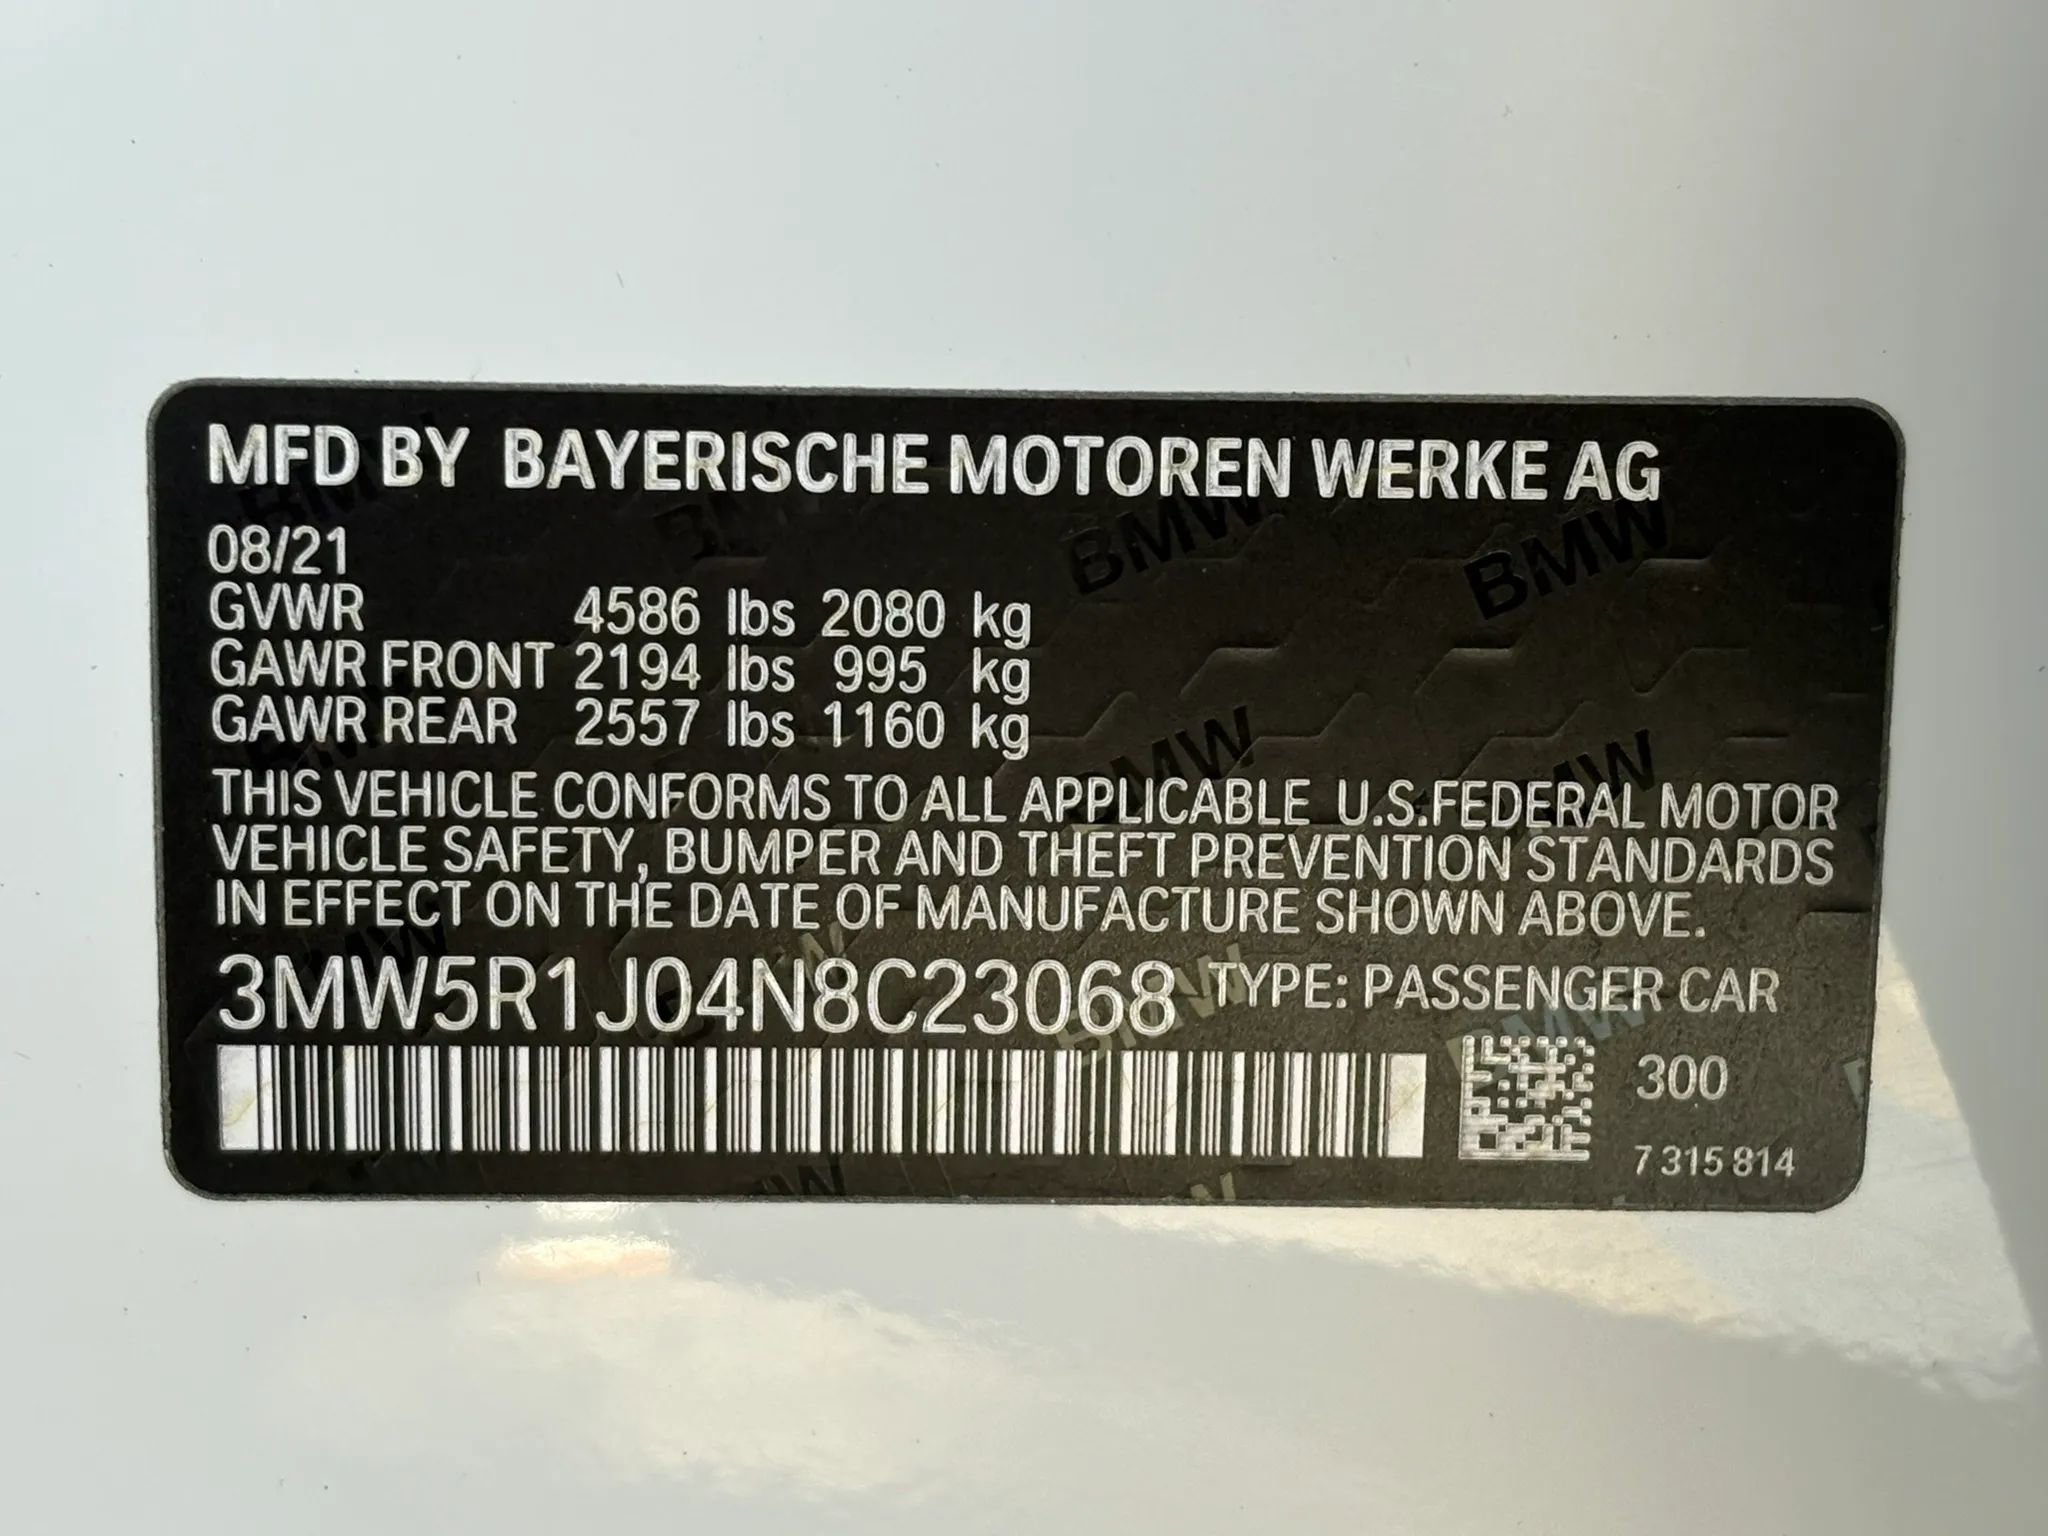 MFD BY BAYERISCHE MOTOREN WERKE AG
08/21
GVWR 4586 lbs 2080 kg
GAWR FRONT 2194 lbs 995 kg
GAWR REAR 2557 lbs 1160 kg
THIS VEHICLE CONFORMS TO ALL APPLICABLE U.S.FEDERAL MOTOR
VEHICLE SAFETY, BUMPER AND THEFT PREVENTION STANDARDS
IN EFFECT ON THE DATE OF MANUFACTURE SHOWN ABOVE.
3MW5R1J04N8C23068 TYPE: PASSENGER CAR
300
7 315 814